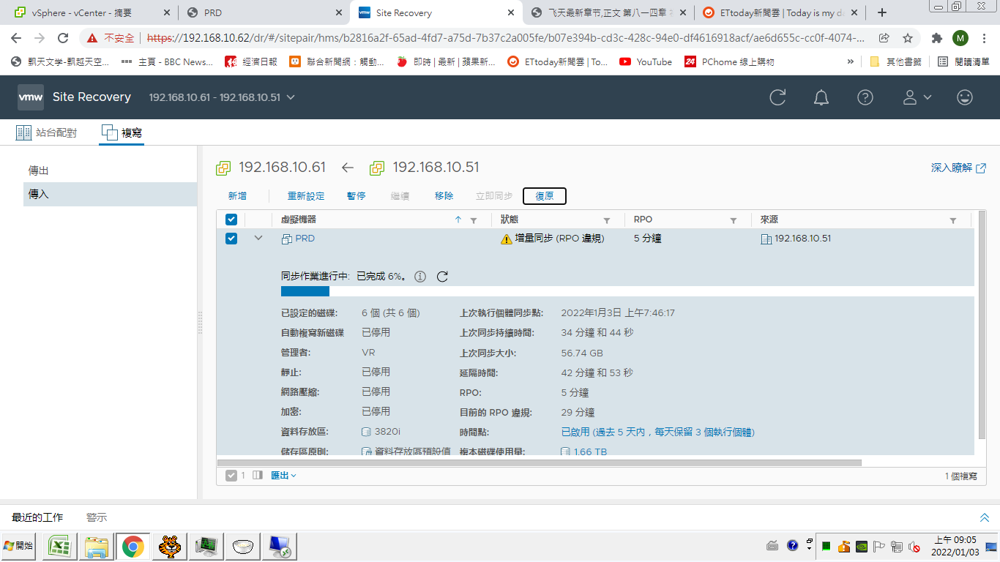 vSphere - vCenter - 摘要
PRD
Site Recovery
飞天最新章节,正文 第八一四章
ETtoday新聞雲 | Today is my da
不安全 https://192.168.10.62/dr/#/sitepair/hms/b2816a2f-65ad-4fd7-a75d-7b37c2a005fe/b07e394b-cd3c-428c-94e0-df4616918acf/ae6d655c-cc0f-4074-... M
飘天文学-飘越天空... 主頁 - BBC News... 經濟日報 聯合新聞網：觸動... 即時 | 最新 | 蘋果新... ETtoday新聞雲 | To... YouTube 24 PChome 線上購物 » 其他書籤 閱讀清單
vmw Site Recovery 192.168.10.61 - 192.168.10.51
站台配對 複寫
傳出
傳入
192.168.10.61 192.168.10.51 深入瞭解
新增 重新設定 暫停 繼續 移除 立即同步 復原
虛擬機器 狀態 RPO 來源
PRD 增量同步 (RPO 違規) 5 分鐘 192.168.10.51
同步作業進行中: 已完成 6%。
已設定的磁碟: 6 個 (共 6 個) 上次執行個體同步點: 2022年1月3日 上午7:46:17
自動複寫新磁碟 已停用 上次同步持續時間: 34 分鐘 和 44 秒
管理者: VR 上次同步大小: 56.74 GB
靜止: 已停用 延隔時間: 42 分鐘 和 53 秒
網路壓縮: 已停用 RPO: 5 分鐘
加密: 已停用 目前的 RPO 違規: 29 分鐘
資料存放區: 3820i 時間點: 已啟用 (過去 5 天內，每天保留 3 個執行個體)
儲存區原則: 資料存放區預設值 複本磁碟使用量: 1.66 TB
1 匯出 1 個複寫
最近的工作 警示
開始 上午 09:05
2022/01/03